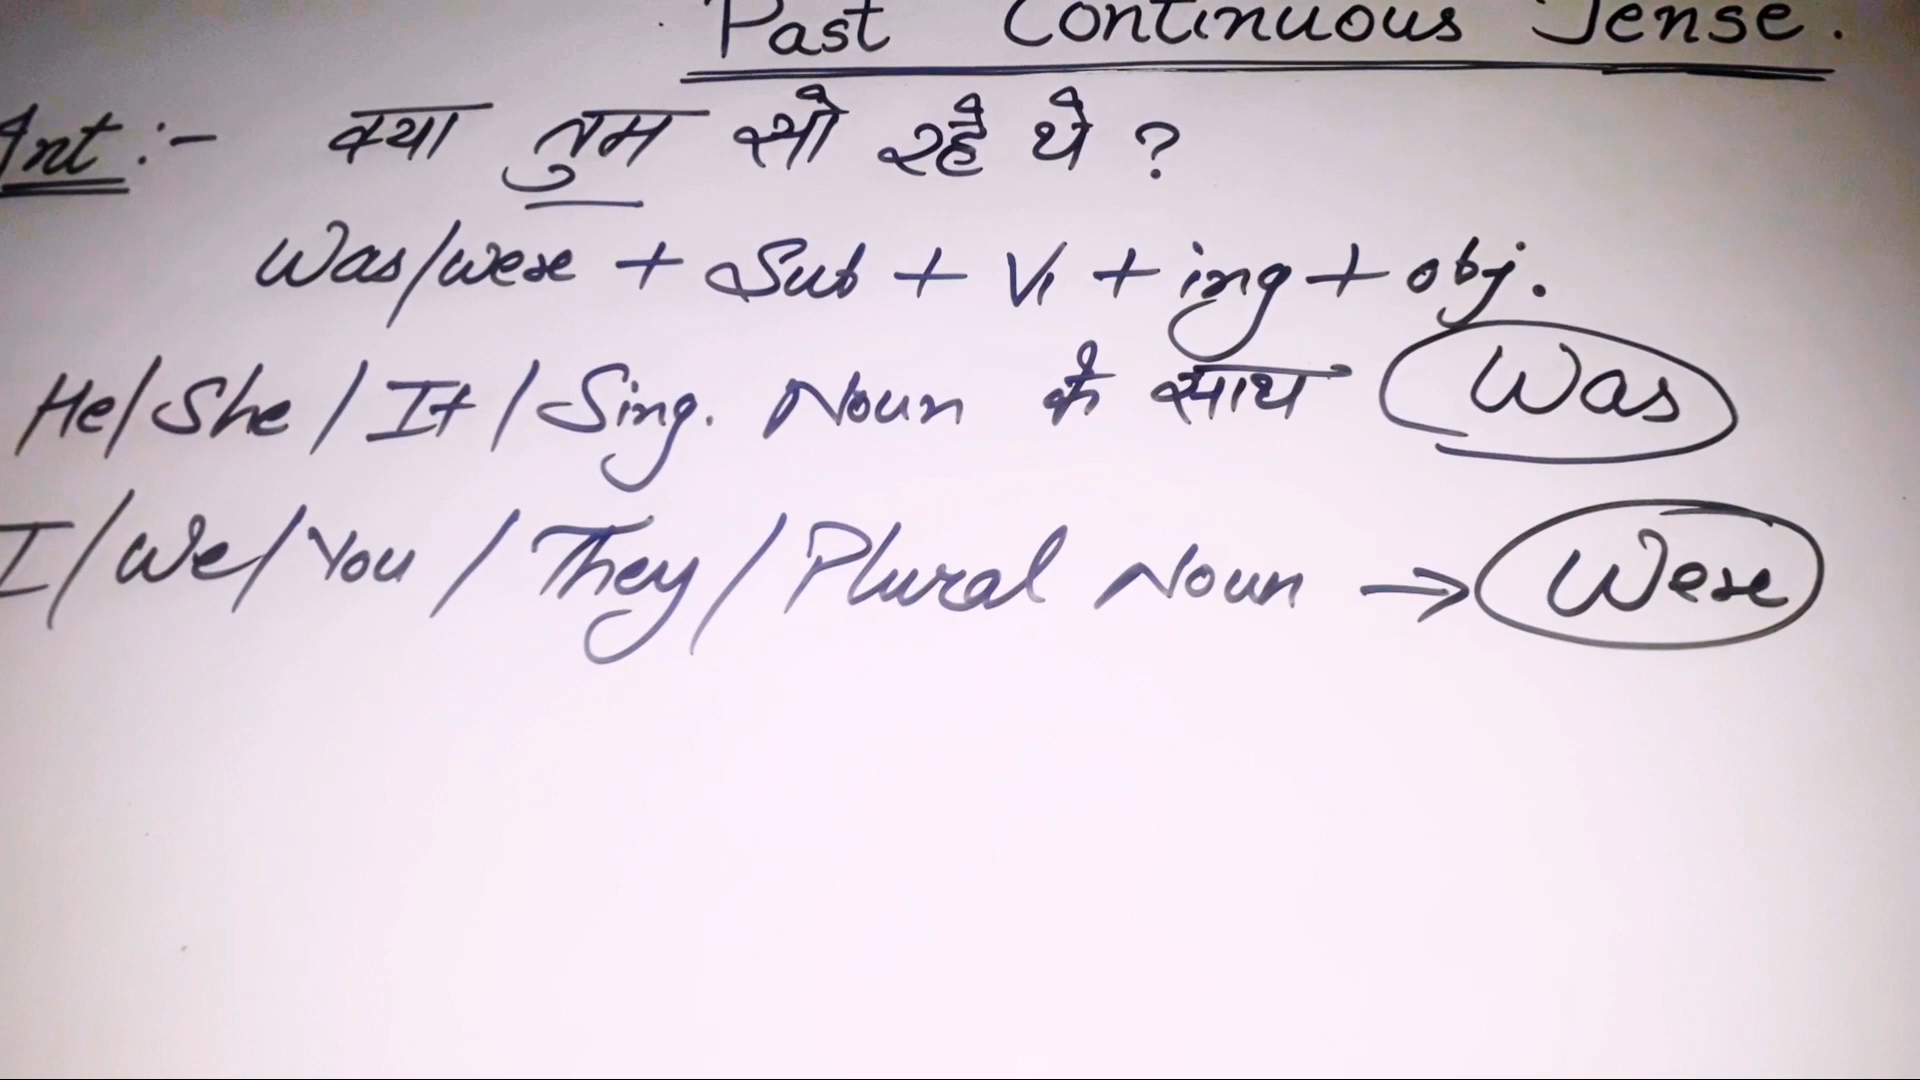 Past Continuous Tense.
Int :- क्या तुम सो रहे थे ?
Was/were + Sub + V1 + ing + obj.
He/She/It/Sing. Noun के साथ Was
I/We/You/They/Plural Noun → Were